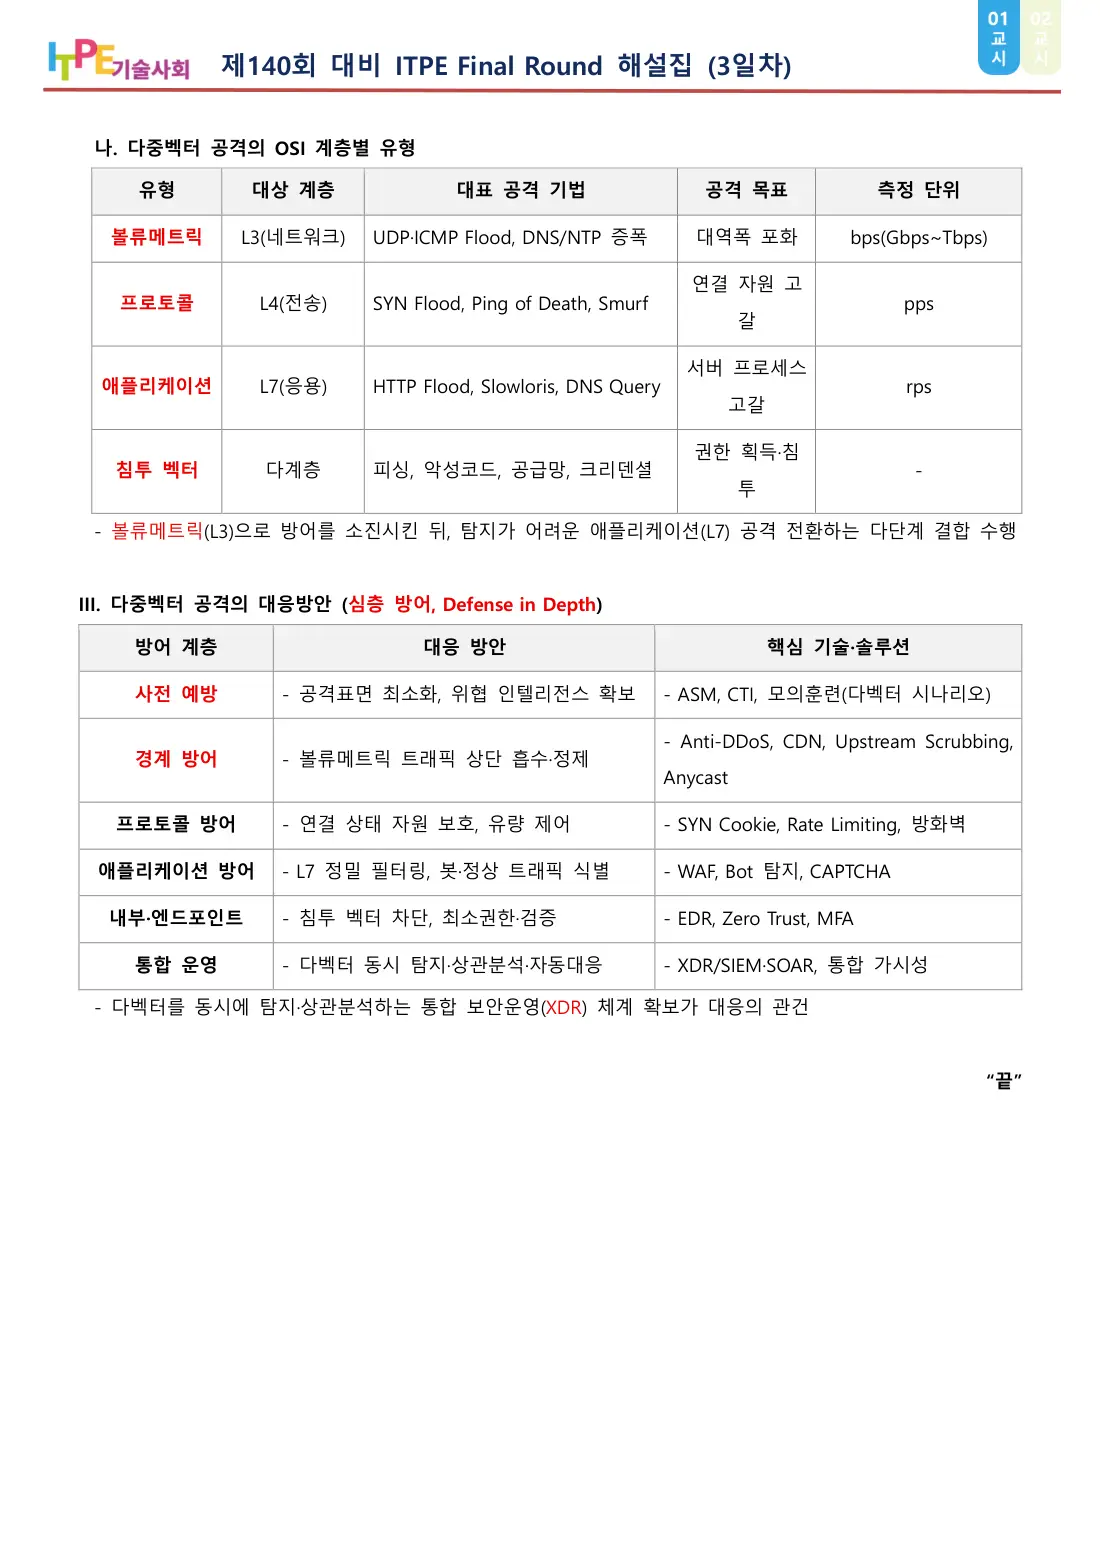 ITPE기술사회 제140회 대비 ITPE Final Round 해설집 (3일차)
01
교
시
02
교
시
나. 다중벡터 공격의 OSI 계층별 유형
유형 대상 계층 대표 공격 기법 공격 목표 측정 단위
볼류메트릭 L3(네트워크) UDP·ICMP Flood, DNS/NTP 증폭 대역폭 포화 bps(Gbps~Tbps)
프로토콜 L4(전송) SYN Flood, Ping of Death, Smurf 연결 자원 고
갈 pps
애플리케이션 L7(응용) HTTP Flood, Slowloris, DNS Query 서버 프로세스
고갈 rps
침투 벡터 다계층 피싱, 악성코드, 공급망, 크리덴셜 권한 획득·침
투 -
- 볼류메트릭(L3)으로 방어를 소진시킨 뒤, 탐지가 어려운 애플리케이션(L7) 공격 전환하는 다단계 결합 수행
III. 다중벡터 공격의 대응방안 (심층 방어, Defense in Depth)
방어 계층 대응 방안 핵심 기술·솔루션
사전 예방 - 공격표면 최소화, 위협 인텔리전스 확보 - ASM, CTI, 모의훈련(다벡터 시나리오)
경계 방어 - 볼류메트릭 트래픽 상단 흡수·정제 - Anti-DDoS, CDN, Upstream Scrubbing,
Anycast
프로토콜 방어 - 연결 상태 자원 보호, 유량 제어 - SYN Cookie, Rate Limiting, 방화벽
애플리케이션 방어 - L7 정밀 필터링, 봇·정상 트래픽 식별 - WAF, Bot 탐지, CAPTCHA
내부·엔드포인트 - 침투 벡터 차단, 최소권한·검증 - EDR, Zero Trust, MFA
통합 운영 - 다벡터 동시 탐지·상관분석·자동대응 - XDR/SIEM·SOAR, 통합 가시성
- 다벡터를 동시에 탐지·상관분석하는 통합 보안운영(XDR) 체계 확보가 대응의 관건
“끝”